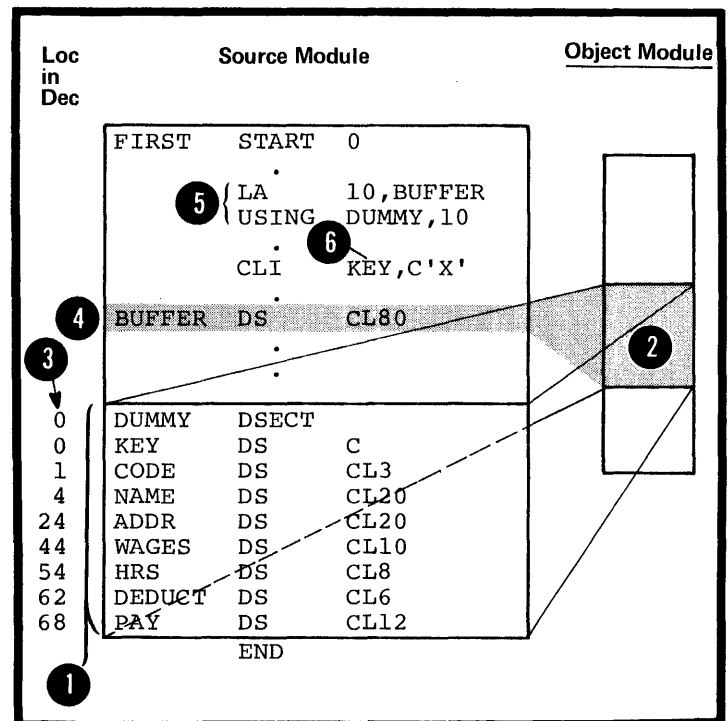 Loc in Dec
Source Module
Object Module
FIRST START 0
.
5 { LA 10,BUFFER
USING DUMMY,10
. 6
CLI KEY,C'X'
.
4 BUFFER DS CL80
2
3 .
.
0 DUMMY DSECT
0 KEY DS C
1 CODE DS CL3
4 NAME DS CL20
24 ADDR DS CL20
44 WAGES DS CL10
54 HRS DS CL8
62 DEDUCT DS CL6
68 PAY DS CL12
END
1